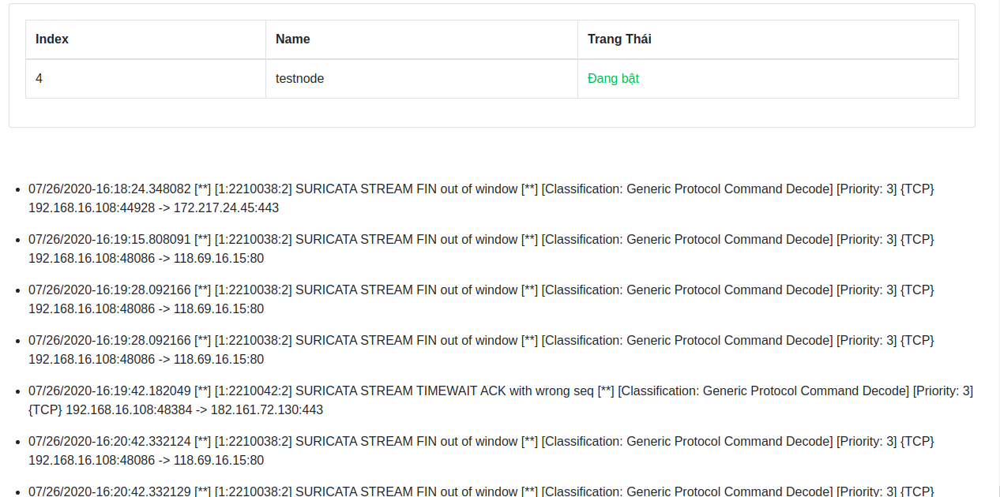 Index Name Trang Thái
4 testnode Đang bật
07/26/2020-16:18:24.348082 [**] [1:2210038:2] SURICATA STREAM FIN out of window [**] [Classification: Generic Protocol Command Decode] [Priority: 3] {TCP}
192.168.16.108:44928 -> 172.217.24.45:443
07/26/2020-16:19:15.808091 [**] [1:2210038:2] SURICATA STREAM FIN out of window [**] [Classification: Generic Protocol Command Decode] [Priority: 3] {TCP}
192.168.16.108:48086 -> 118.69.16.15:80
07/26/2020-16:19:28.092166 [**] [1:2210038:2] SURICATA STREAM FIN out of window [**] [Classification: Generic Protocol Command Decode] [Priority: 3] {TCP}
192.168.16.108:48086 -> 118.69.16.15:80
07/26/2020-16:19:28.092166 [**] [1:2210038:2] SURICATA STREAM FIN out of window [**] [Classification: Generic Protocol Command Decode] [Priority: 3] {TCP}
192.168.16.108:48086 -> 118.69.16.15:80
07/26/2020-16:19:42.182049 [**] [1:2210042:2] SURICATA STREAM TIMEWAIT ACK with wrong seq [**] [Classification: Generic Protocol Command Decode] [Priority: 3]
{TCP} 192.168.16.108:48384 -> 182.161.72.130:443
07/26/2020-16:20:42.332124 [**] [1:2210038:2] SURICATA STREAM FIN out of window [**] [Classification: Generic Protocol Command Decode] [Priority: 3] {TCP}
192.168.16.108:48086 -> 118.69.16.15:80
07/26/2020-16:20:42.332129 [**] [1:2210038:2] SURICATA STREAM FIN out of window [**] [Classification: Generic Protocol Command Decode] [Priority: 3] {TCP}